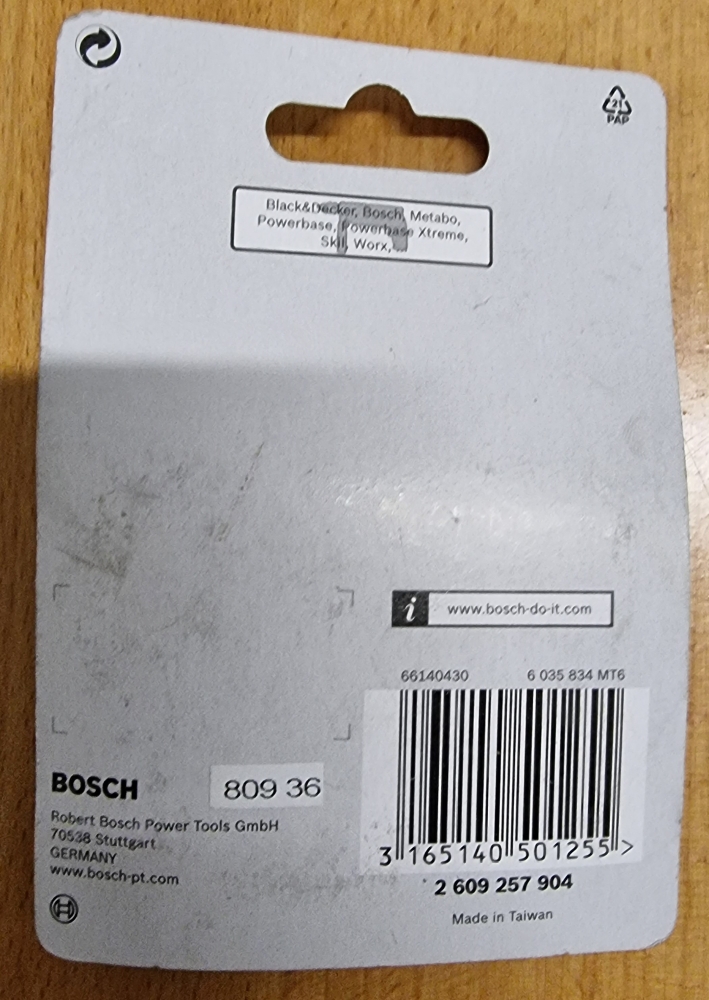 21
PAP
Black&Decker, Bosch, Metabo,
Powerbase, Powerbase Xtreme,
Skil, Worx, ...
i www.bosch-do-it.com
66140430 6 035 834 MT6
BOSCH
809 36
Robert Bosch Power Tools GmbH
70538 Stuttgart
GERMANY
www.bosch-pt.com
3 165140 501255 >
2 609 257 904
Made in Taiwan